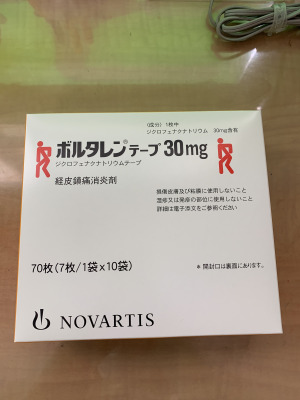 (成分) 1枚中
ジクロフェナクナトリウム 30mg含有
ボルタレンテープ30mg
ジクロフェナクナトリウムテープ
経皮鎮痛消炎剤
損傷皮膚及び粘膜に使用しないこと
湿疹又は発疹の部位に使用しないこと
詳細は電子添文をご参照ください
70枚(7枚/1袋×10袋)
＊開封口は裏面にあります。
NOVARTIS